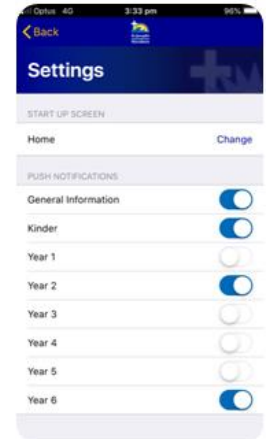 Optus 4G 3:33 pm 96%
Back
Settings
START UP SCREEN
Home Change
PUSH NOTIFICATIONS
General Information
Kinder
Year 1
Year 2
Year 3
Year 4
Year 5
Year 6